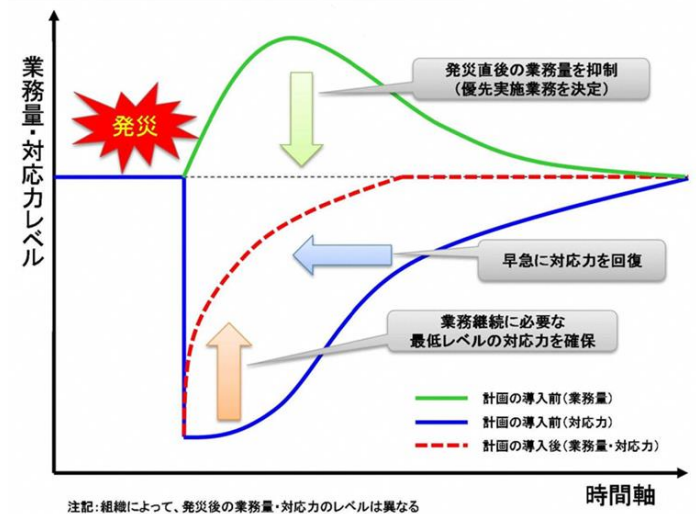 業務量・対応力レベル
発災
発災直後の業務量を抑制
(優先実施業務を決定)
早急に対応力を回復
業務継続に必要な
最低レベルの対応力を確保
計画の導入前(業務量)
計画の導入前(対応力)
計画の導入後(業務量・対応力)
時間軸
注記:組織によって、発災後の業務量・対応力のレベルは異なる